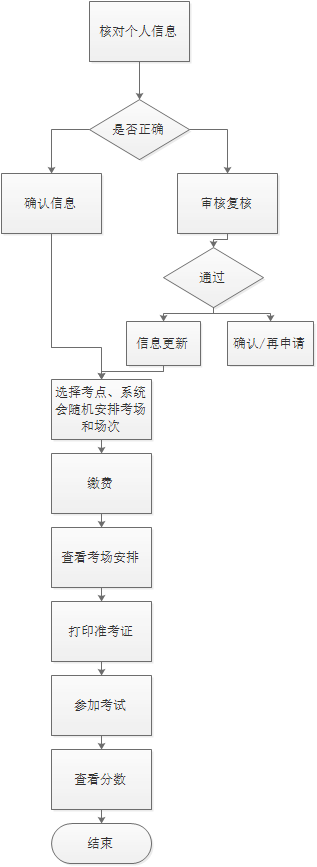 核对个人信息
是否正确
确认信息
审核复核
通过
信息更新
确认/再申请
选择考点、系统
会随机安排考场
和场次
缴费
查看考场安排
打印准考证
参加考试
查看分数
结束